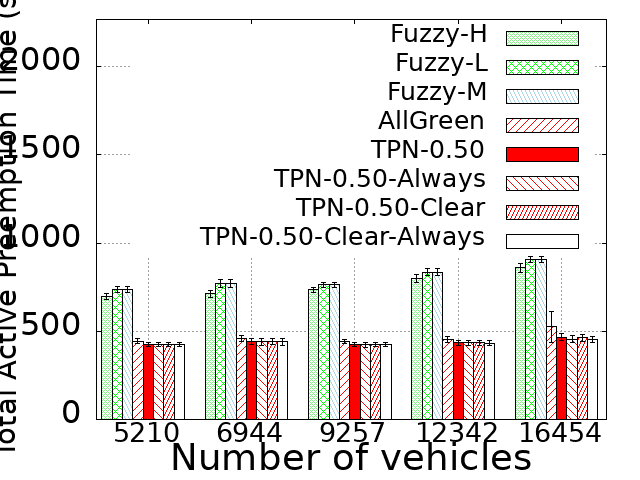 Total Active Preemption Time (s
2000
1500
1000
500
0
Fuzzy-H
Fuzzy-L
Fuzzy-M
AllGreen
TPN-0.50
TPN-0.50-Always
TPN-0.50-Clear
TPN-0.50-Clear-Always
5210 6944 9257 12342 16454
Number of vehicles